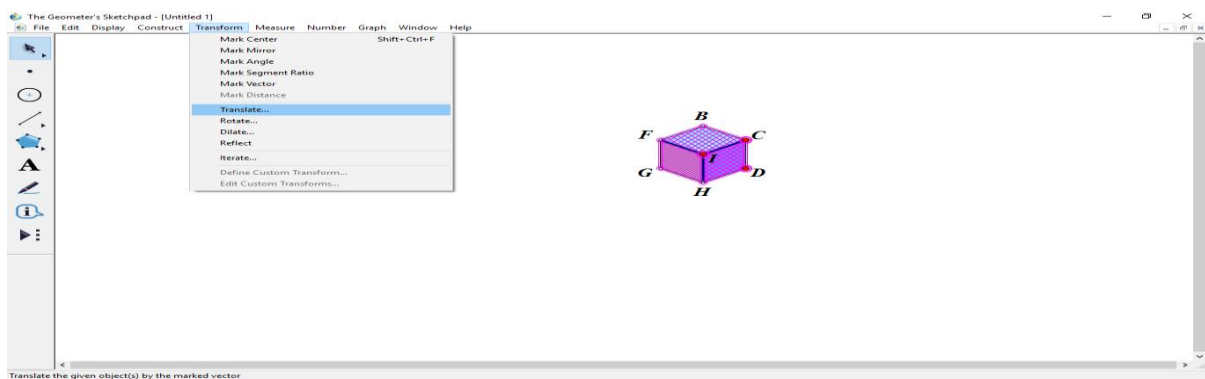 The Geometer's Sketchpad - [Untitled 1]
File Edit Display Construct Transform Measure Number Graph Window Help
Mark Center Shift+Ctrl+F
Mark Mirror
Mark Angle
Mark Segment Ratio
Mark Vector
Mark Distance
Translate...
Rotate...
Dilate...
Reflect
Iterate...
Define Custom Transform...
Edit Custom Transforms...
A
B
F C
I
G D
H
Translate the given object(s) by the marked vector